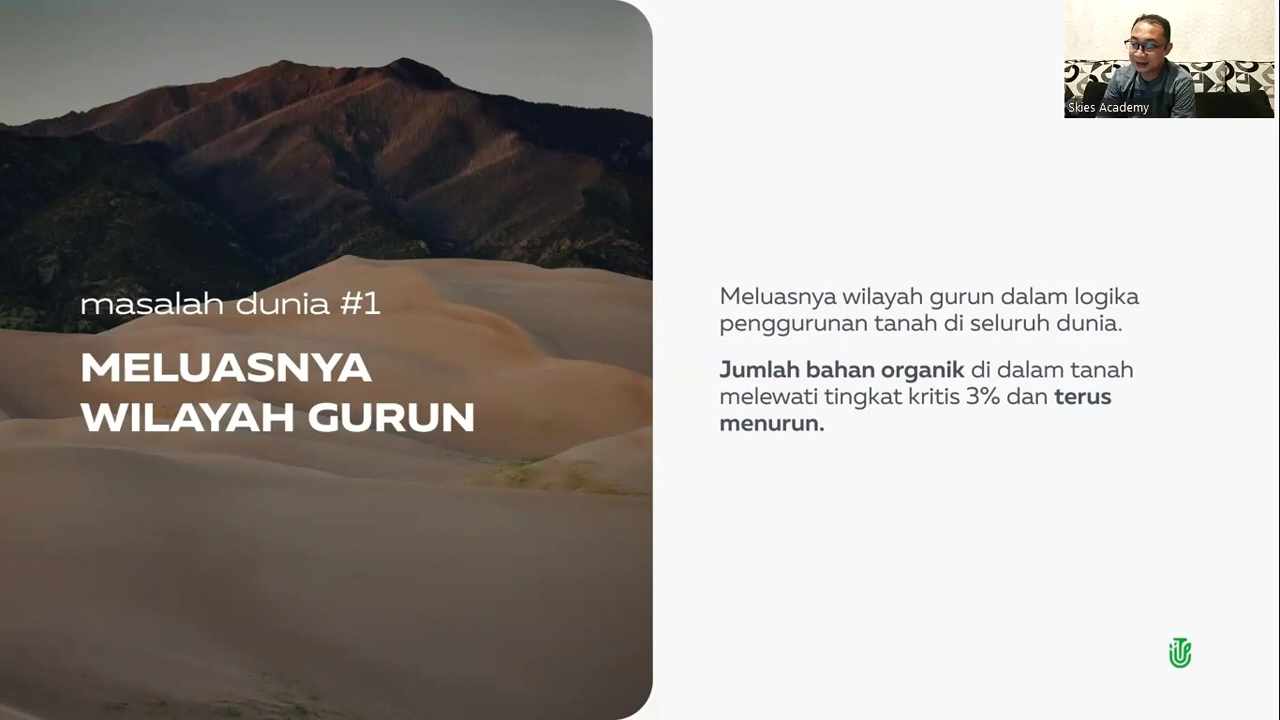 masalah dunia #1
MELUASNYA
WILAYAH GURUN
Meluasnya wilayah gurun dalam logika
penggurunan tanah di seluruh dunia.
Jumlah bahan organik di dalam tanah
melewati tingkat kritis 3% dan terus
menurun.
Skies Academy